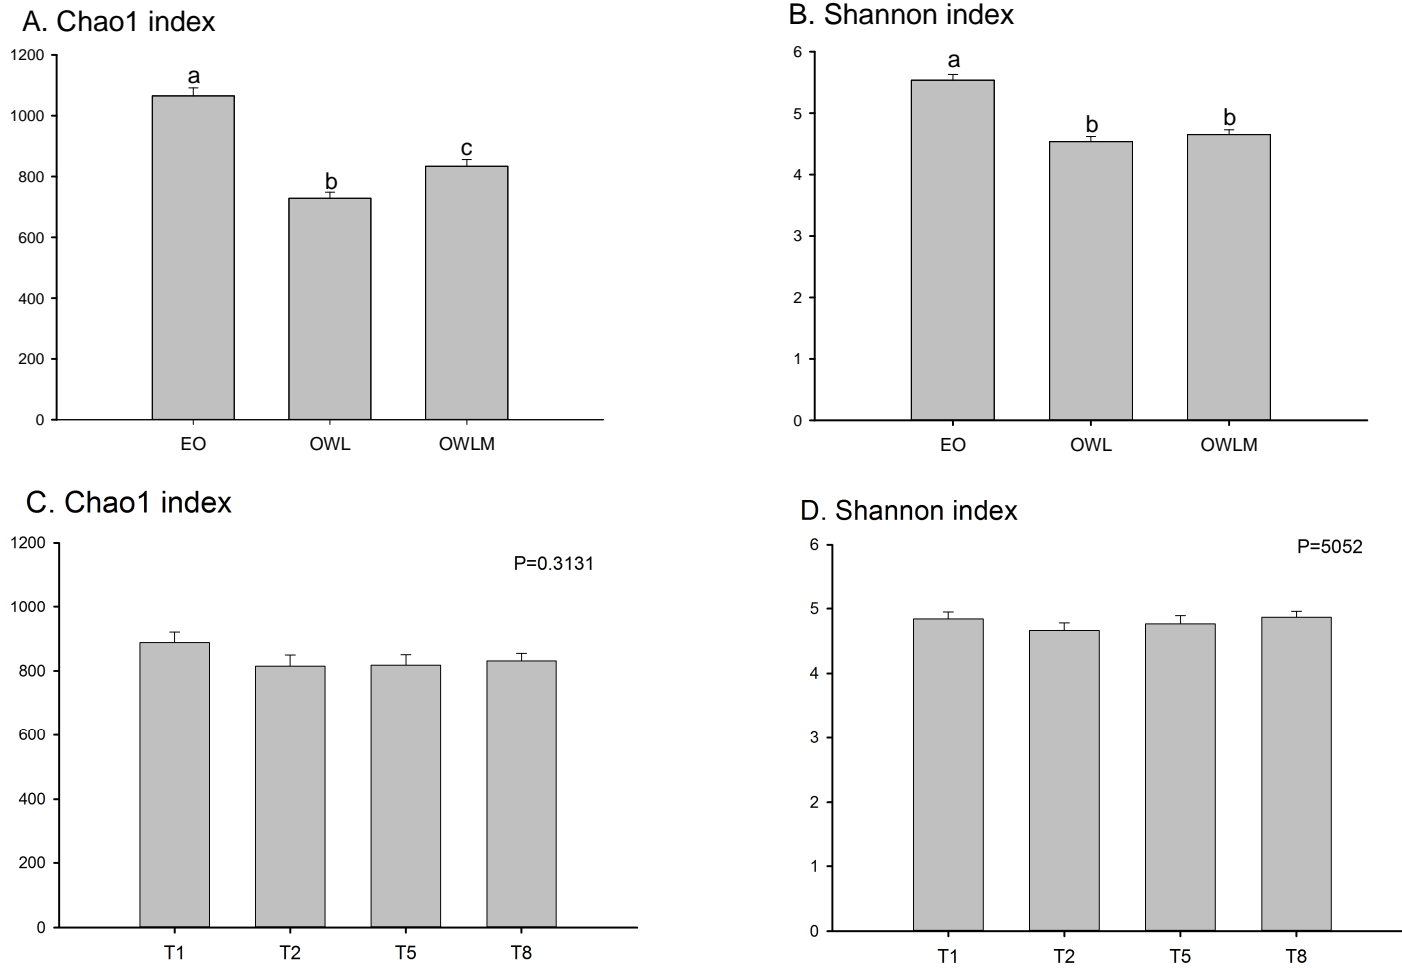 A. Chao1 index
1200
1000
800
600
400
200
0
a
b
c
EO
OWL
OWLM
B. Shannon index
6
5
4
3
2
1
0
a
b
b
EO
OWL
OWLM
C. Chao1 index
P=0.3131
1200
1000
800
600
400
200
0
T1
T2
T5
T8
D. Shannon index
P=5052
6
5
4
3
2
1
0
T1
T2
T5
T8